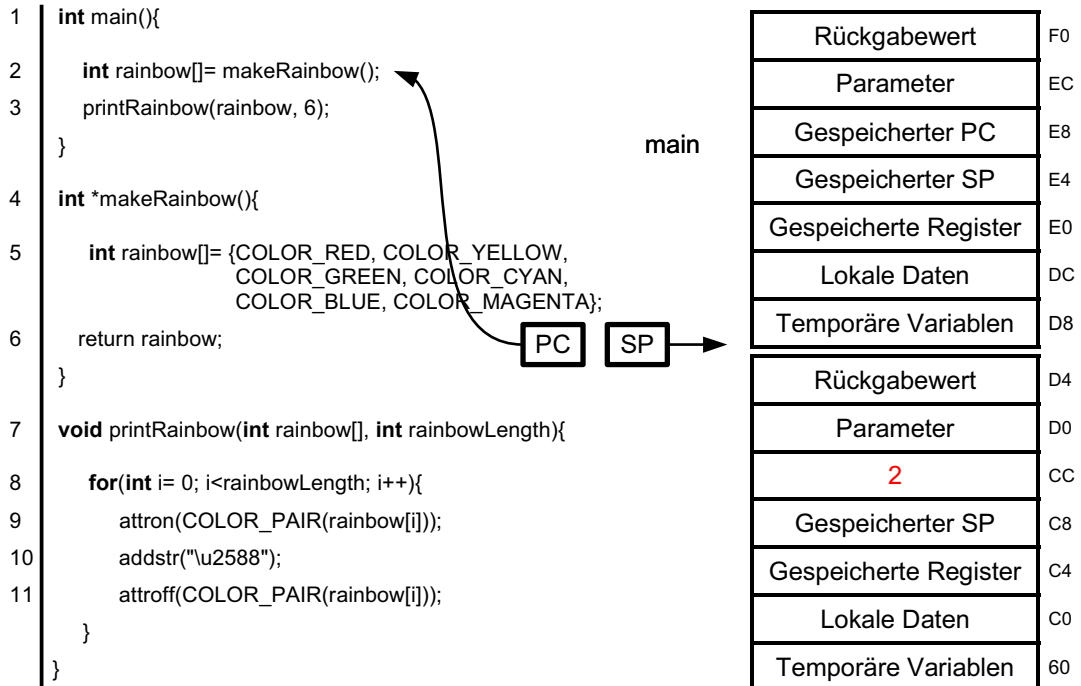 1 int main(){
2 int rainbow[]= makeRainbow();
3 printRainbow(rainbow, 6);
}
4 int *makeRainbow(){
5 int rainbow[]= {COLOR_RED, COLOR_YELLOW,
COLOR_GREEN, COLOR_CYAN,
COLOR_BLUE, COLOR_MAGENTA};
6 return rainbow;
}
7 void printRainbow(int rainbow[], int rainbowLength){
8 for(int i= 0; i<rainbowLength; i++){
9 attron(COLOR_PAIR(rainbow[i]));
10 addstr("\u2588");
11 attroff(COLOR_PAIR(rainbow[i]));
}
}
PC SP
main
Rückgabewert F0
Parameter EC
Gespeicherter PC E8
Gespeicherter SP E4
Gespeicherte Register E0
Lokale Daten DC
Temporäre Variablen D8
Rückgabewert D4
Parameter D0
2 CC
Gespeicherter SP C8
Gespeicherte Register C4
Lokale Daten C0
Temporäre Variablen 60